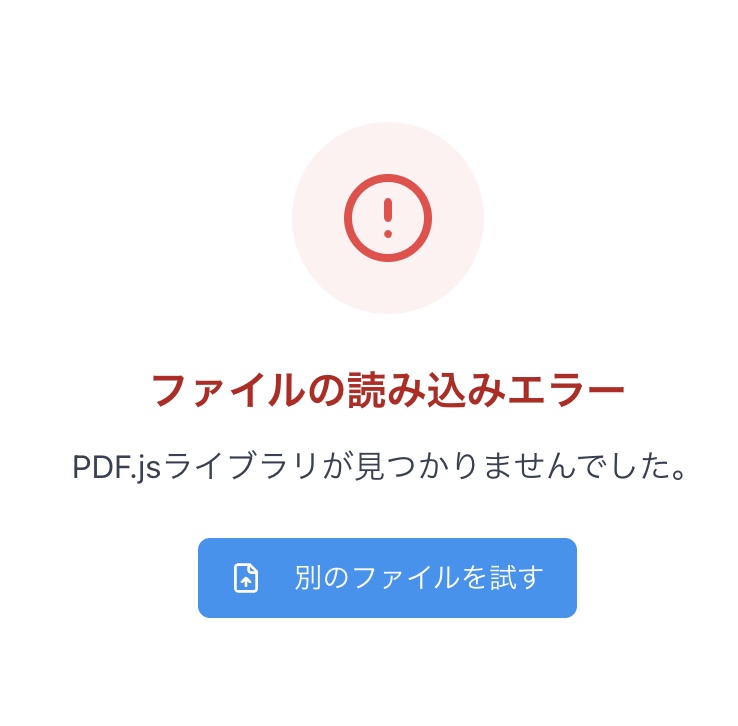 ファイルの読み込みエラー
PDF.jsライブラリが見つかりませんでした。
別のファイルを試す